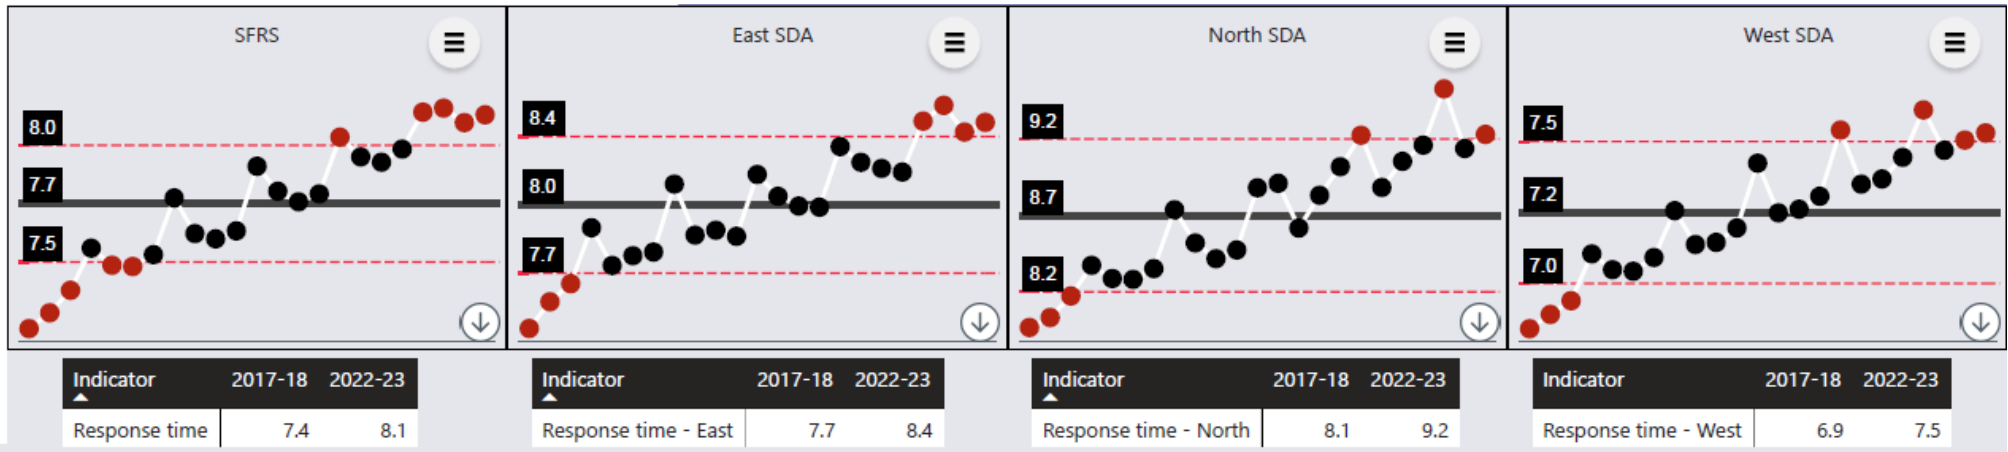 SFRS
8.0
7.7
7.5
East SDA
8.4
8.0
7.7
North SDA
9.2
8.7
8.2
West SDA
7.5
7.2
7.0
Indicator 2017-18 2022-23
Response time 7.4 8.1
Indicator 2017-18 2022-23
Response time - East 7.7 8.4
Indicator 2017-18 2022-23
Response time - North 8.1 9.2
Indicator 2017-18 2022-23
Response time - West 6.9 7.5